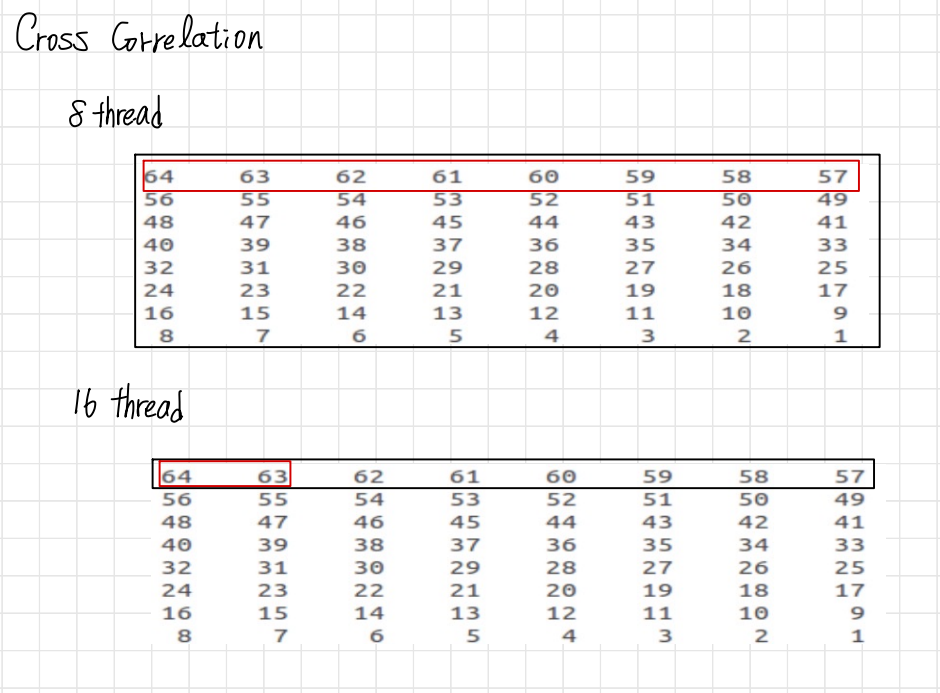 Cross Correlation
8 thread
64 63 62 61 60 59 58 57
56 55 54 53 52 51 50 49
48 47 46 45 44 43 42 41
40 39 38 37 36 35 34 33
32 31 30 29 28 27 26 25
24 23 22 21 20 19 18 17
16 15 14 13 12 11 10 9
8 7 6 5 4 3 2 1
16 thread
64 63 62 61 60 59 58 57
56 55 54 53 52 51 50 49
48 47 46 45 44 43 42 41
40 39 38 37 36 35 34 33
32 31 30 29 28 27 26 25
24 23 22 21 20 19 18 17
16 15 14 13 12 11 10 9
8 7 6 5 4 3 2 1